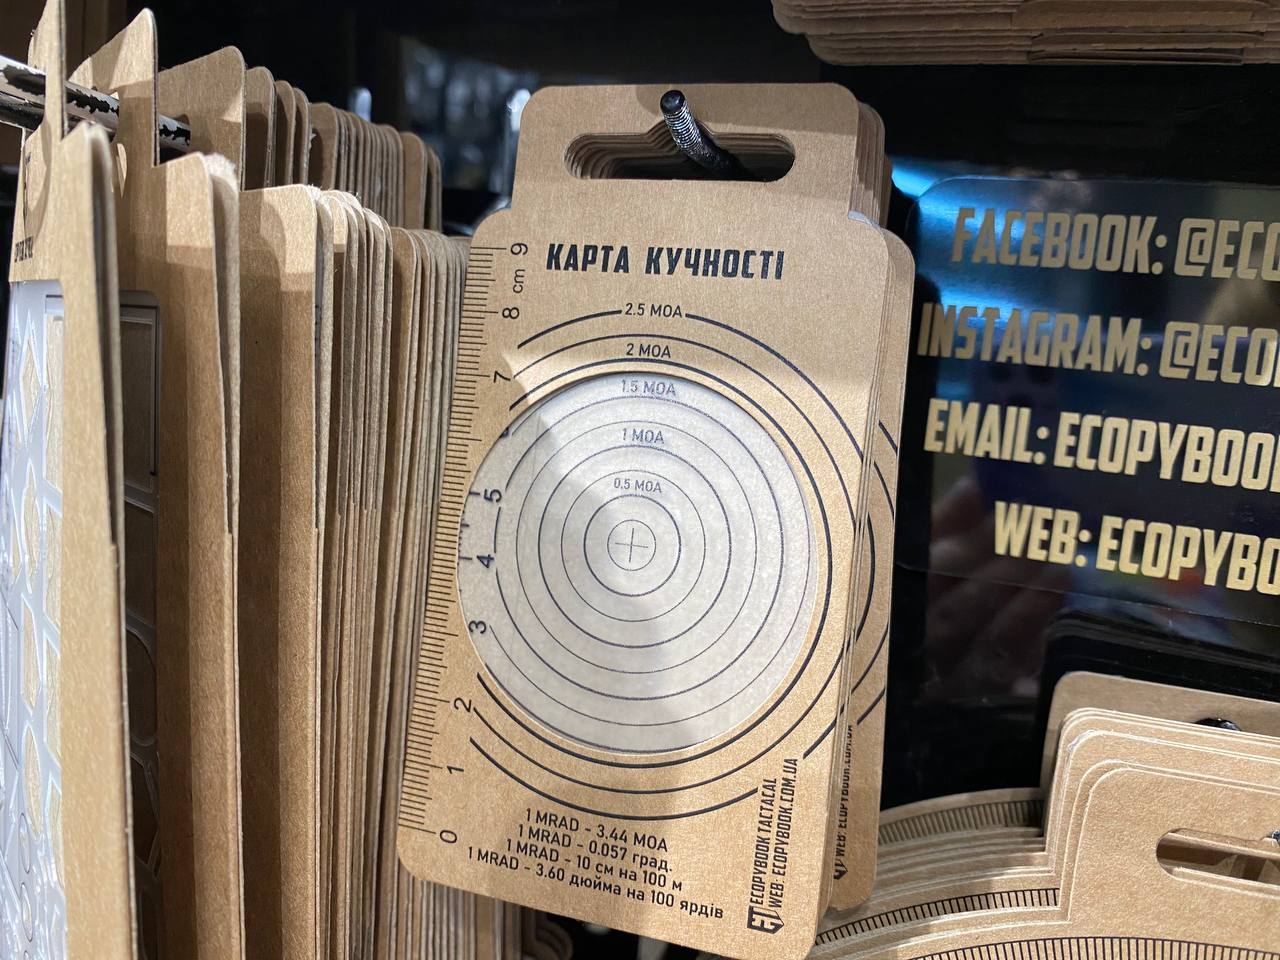 КАРТА КУЧНОСТІ
2.5 MOA
2 MOA
1.5 MOA
1 MOA
0.5 MOA
9
cm
8
7
5
4
3
2
1
0
1 MRAD - 3.44 MOA
1 MRAD - 0.057 град.
1 MRAD - 10 см на 100 м
1 MRAD - 3.60 дюйма на 100 ярдів
ECOPYBOOK TACTACAL
WEB: ECOPYBOOK.COM.UA
FACEBOOK: @ECO
INSTAGRAM: @ECO
EMAIL: ECOPYBOO
WEB: ECOPYBO